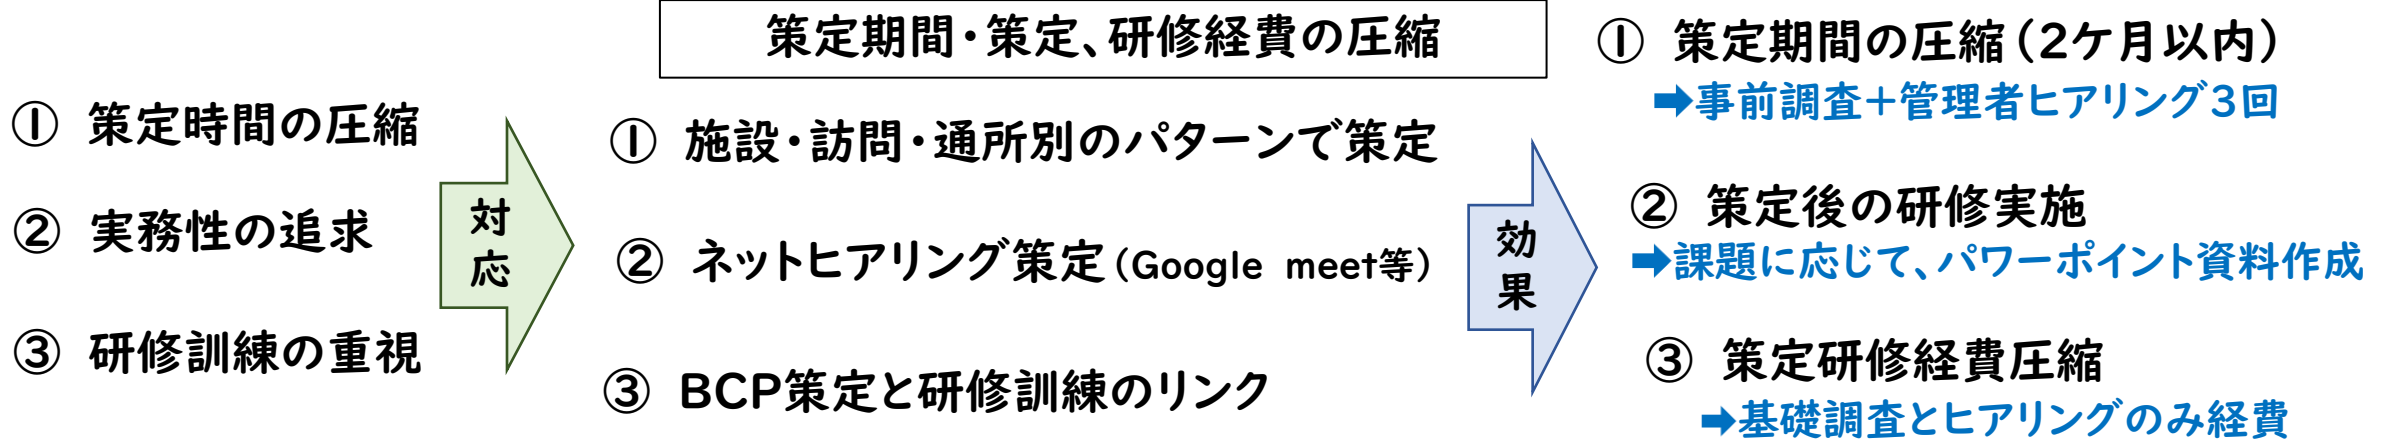 ① 策定時間の圧縮
② 実務性の追求
③ 研修訓練の重視
対
応
策定期間・策定、研修経費の圧縮
① 施設・訪問・通所別のパターンで策定
② ネットヒアリング策定（Google meet等）
③ BCP策定と研修訓練のリンク
効
果
① 策定期間の圧縮（2ケ月以内）
➡事前調査＋管理者ヒアリング３回
② 策定後の研修実施
➡課題に応じて、パワーポイント資料作成
③ 策定研修経費圧縮
➡基礎調査とヒアリングのみ経費